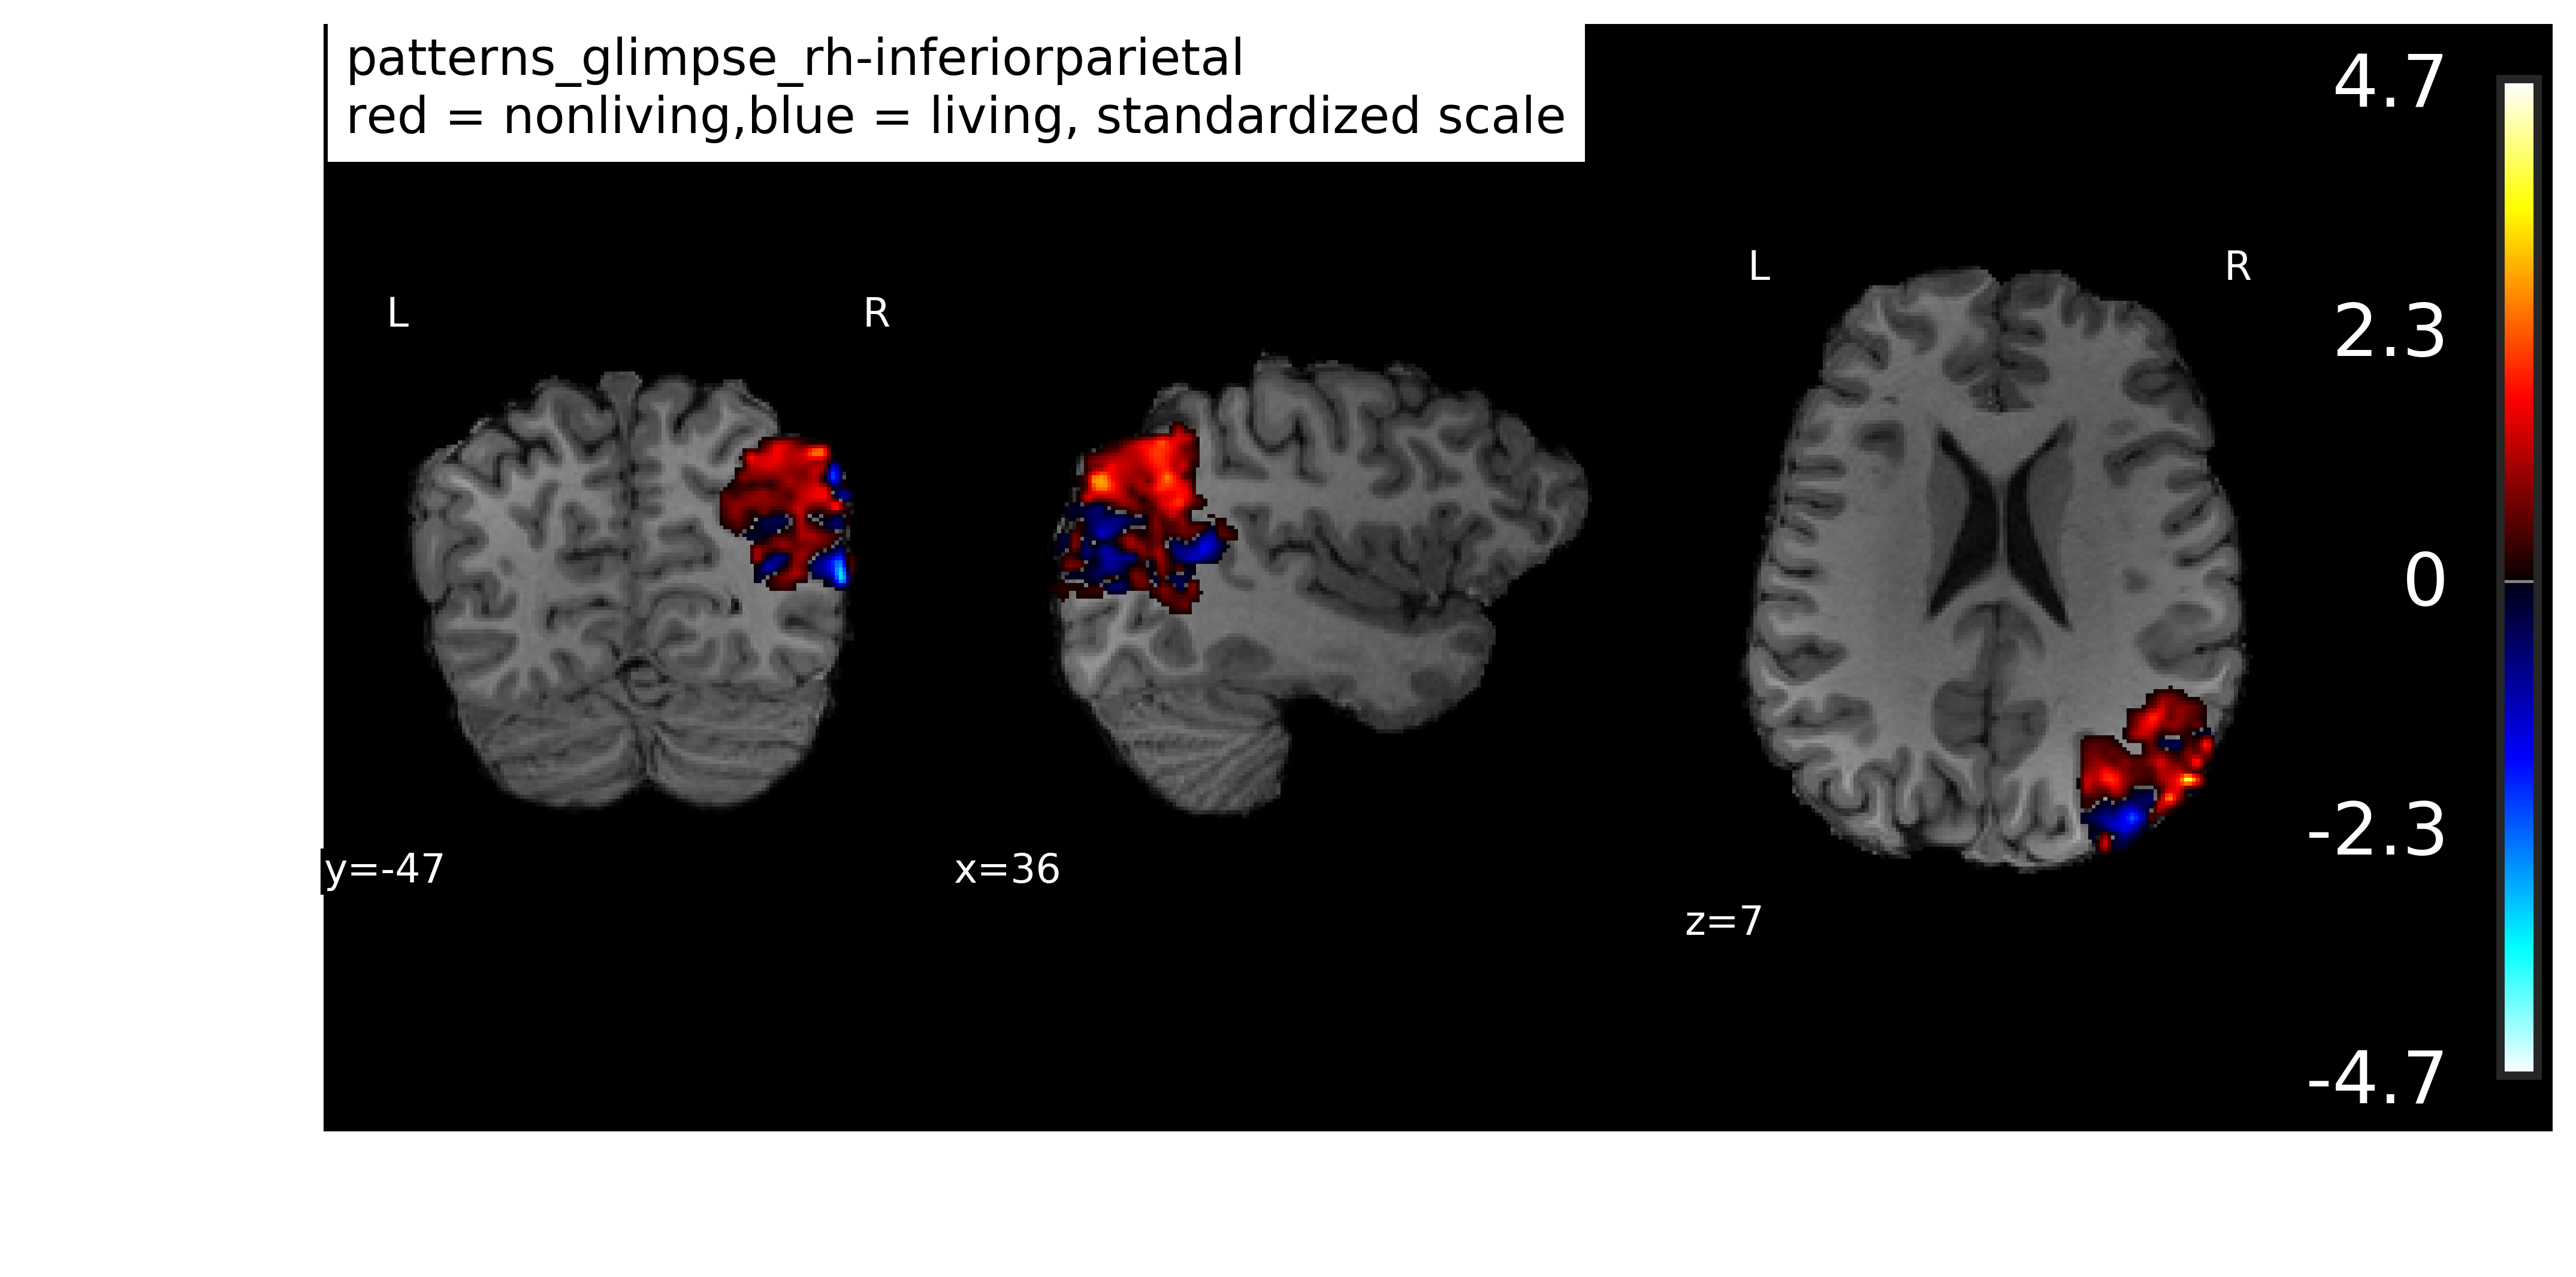 patterns_glimpse_rh-inferiorparietal
red = nonliving,blue = living, standardized scale
L R
L R
y=-47
x=36
z=7
4.7
2.3
0
-2.3
-4.7